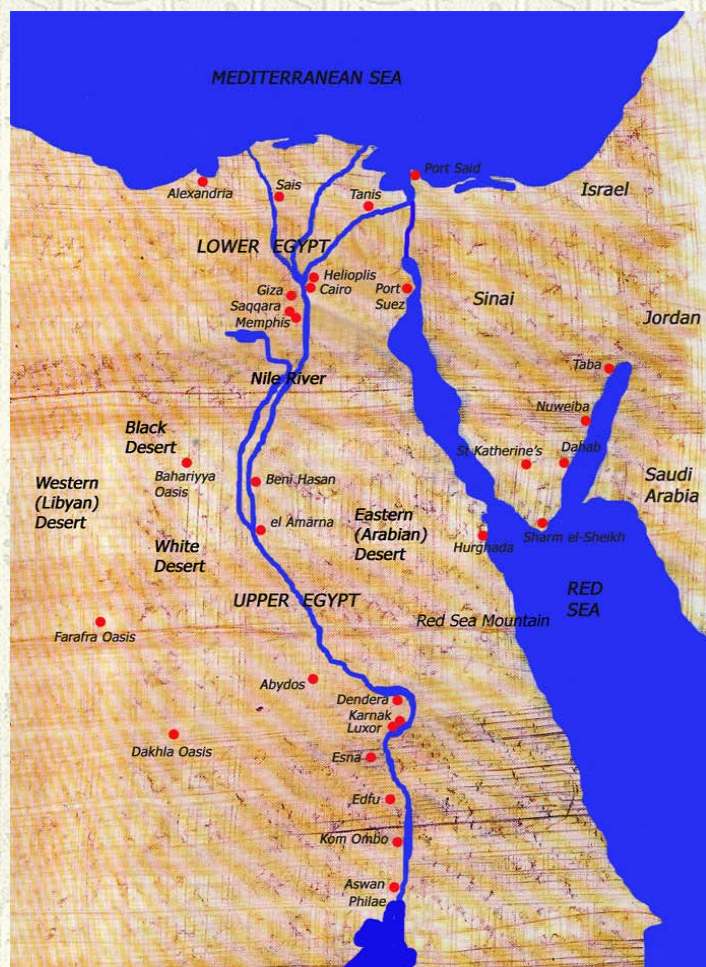 MEDITERRANEAN SEA
Port Said
Alexandria
Sais
Tanis
Israel
LOWER EGYPT
Helioplis
Cairo
Giza
Saqqara
Memphis
Port
Suez
Sinai
Jordan
Nile River
Taba
Nuweiba
Black
Desert
Bahariyya
Oasis
St Katherine's
Dahab
Western
(Libyan)
Desert
Beni Hasan
Saudi
Arabia
el Amarna
Eastern
(Arabian)
Desert
White
Desert
Hurghada
Sharm el-Sheikh
UPPER EGYPT
RED
SEA
Red Sea Mountain
Farafra Oasis
Abydos
Dendera
Karnak
Luxor
Dakhla Oasis
Esna
Edfu
Kom Ombo
Aswan
Philae